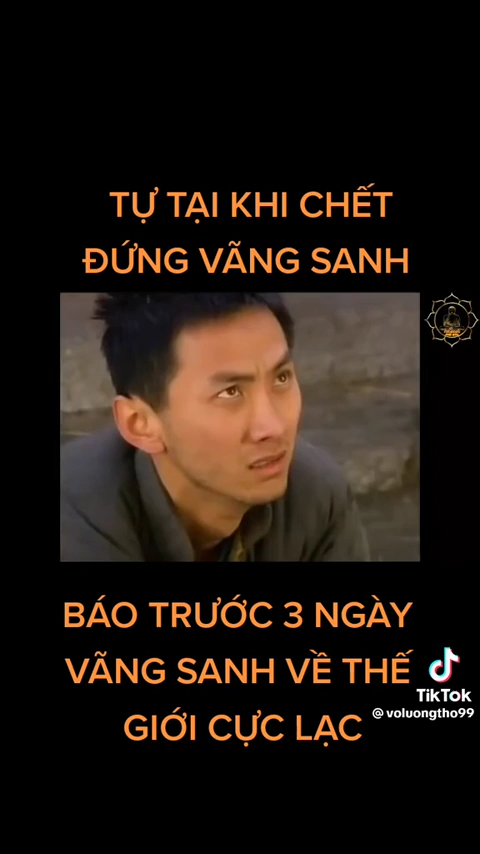 TỰ TẠI KHI CHẾT
ĐỨNG VÃNG SANH
BÁO TRƯỚC 3 NGÀY
VÃNG SANH VỀ THẾ
GIỚI CỰC LẠC
TikTok
@voluongtho99